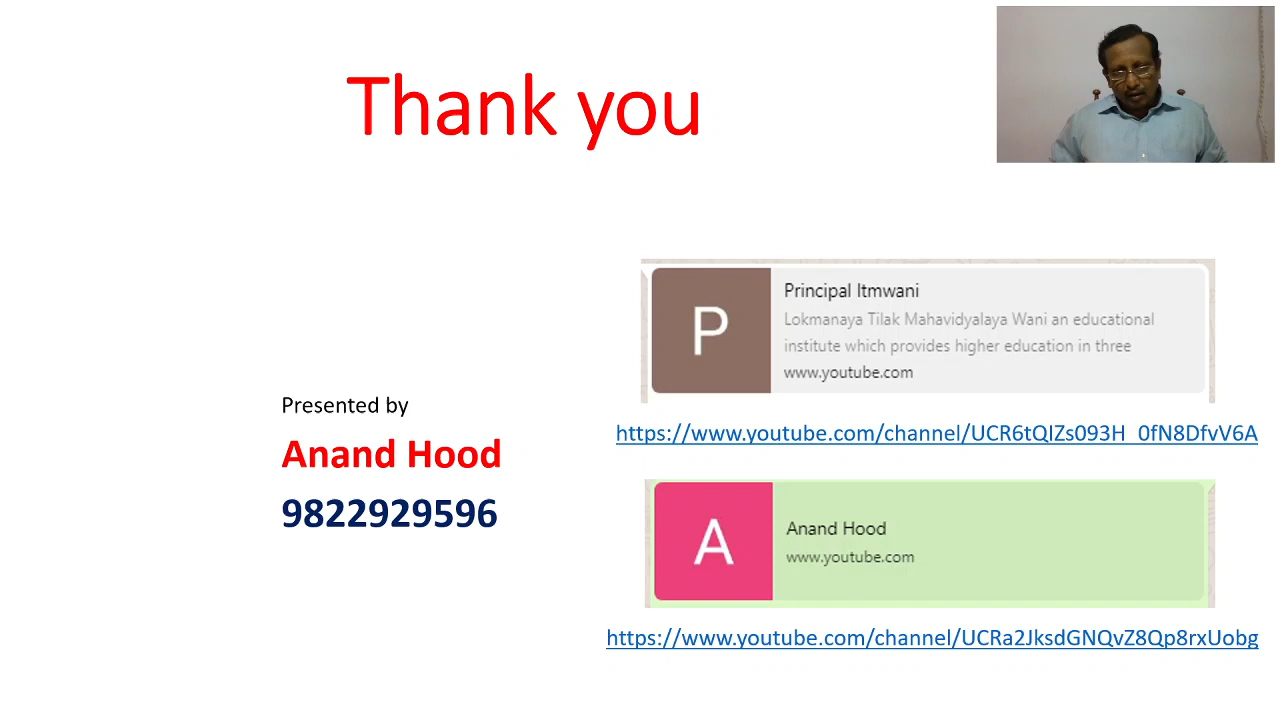 Thank you
P
Principal ltmwani
Lokmanaya Tilak Mahavidyalaya Wani an educational
institute which provides higher education in three
www.youtube.com
https://www.youtube.com/channel/UCR6tQIZs093H_0fN8DfvV6A
Presented by
Anand Hood
9822929596
A
Anand Hood
www.youtube.com
https://www.youtube.com/channel/UCRa2JksdGNQvZ8Qp8rxUobg